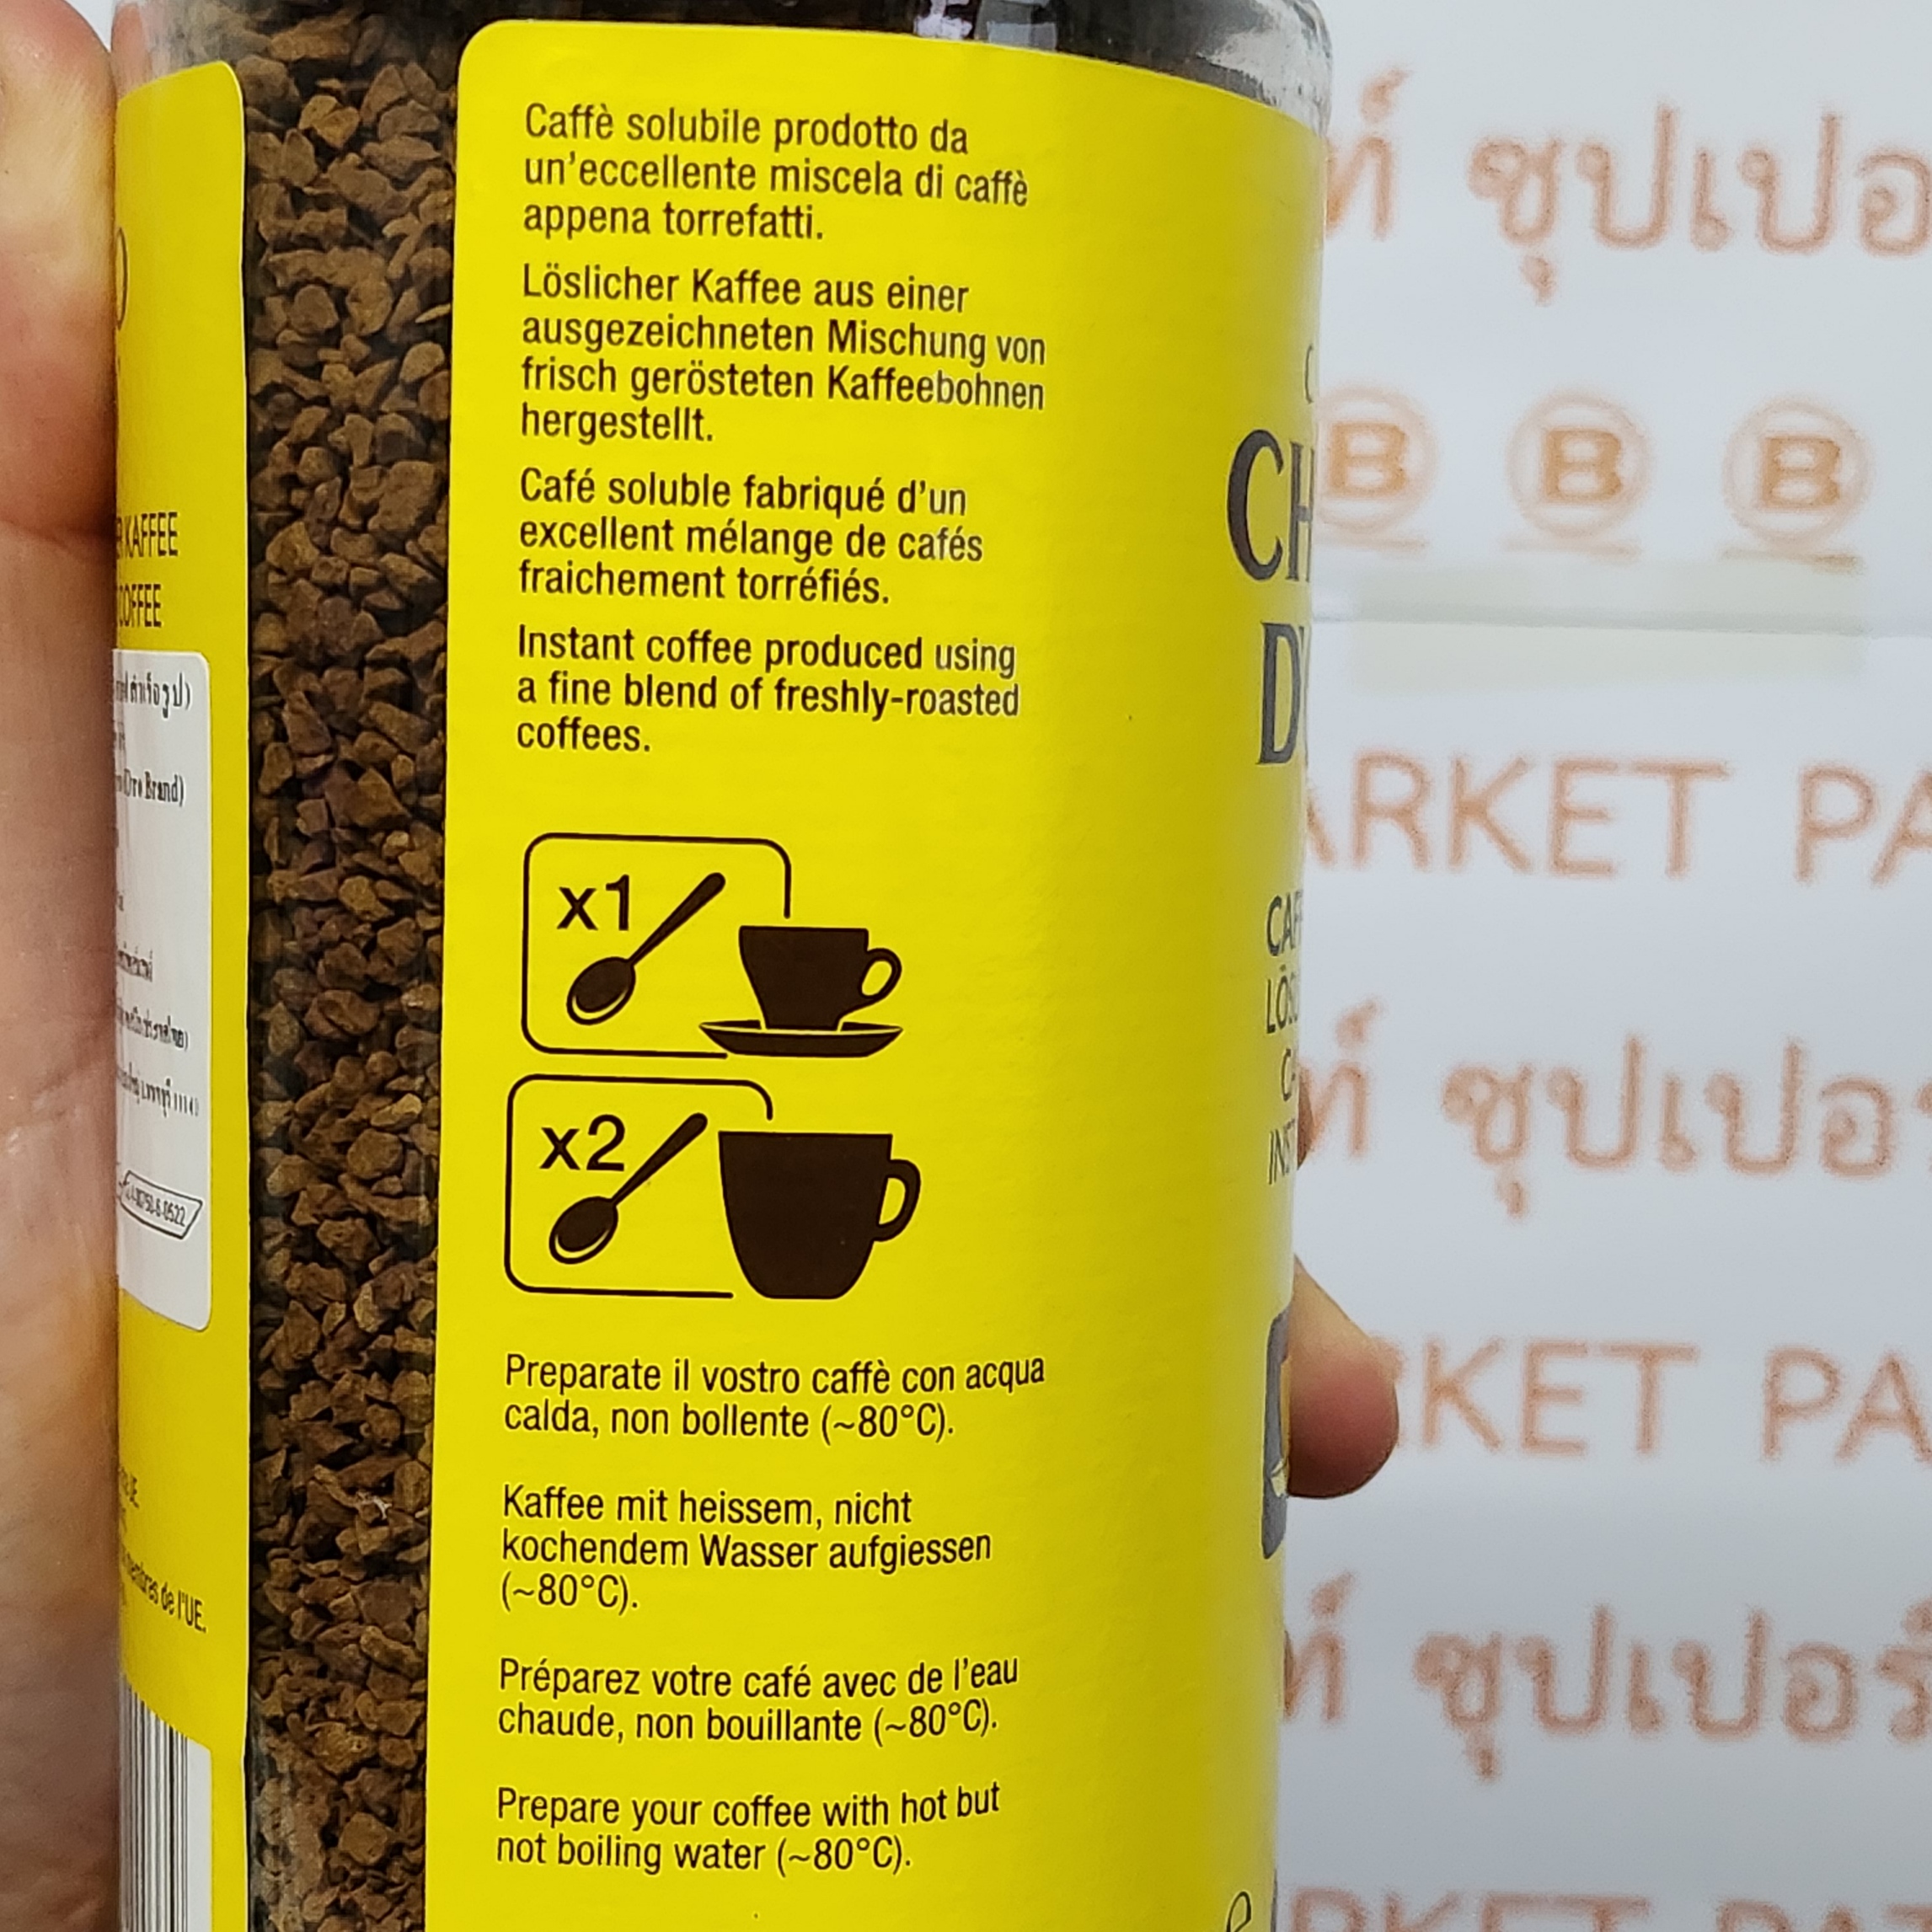 Caffè solubile prodotto da
un'eccellente miscela di caffè
appena torrefatti.
Löslicher Kaffee aus einer
ausgezeichneten Mischung von
frisch gerösteten Kaffeebohnen
hergestellt.
Café soluble fabriqué d'un
excellent mélange de cafés
fraichement torréfiés.
Instant coffee produced using
a fine blend of freshly-roasted
coffees.
x1
x2
Preparate il vostro caffè con acqua
calda, non bollente (~80°C).
Kaffee mit heissem, nicht
kochendem Wasser aufgiessen
(~80°C).
Préparez votre café avec de l'eau
chaude, non bouillante (~80°C).
Prepare your coffee with hot but
not boiling water (~80°C).
KAFFEE
COFFEE
Brand)
de l'UE.
B B B